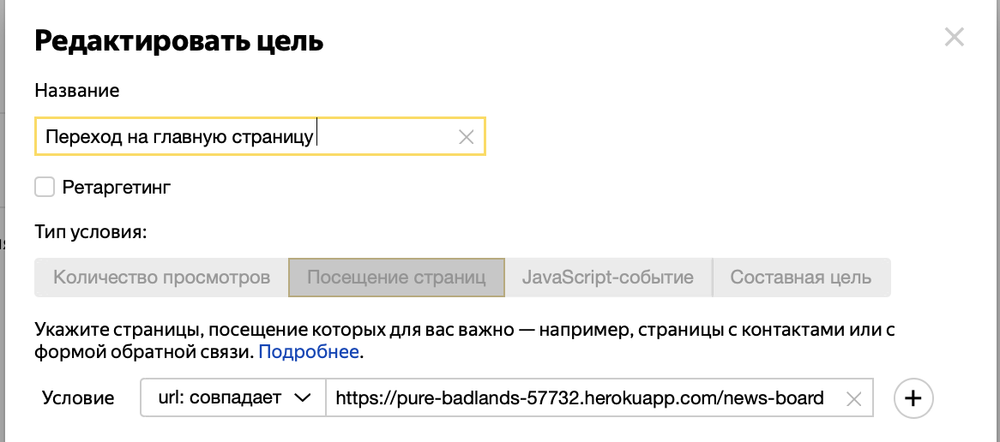 Редактировать цель
Название
Переход на главную страницу
Ретаргетинг
Тип условия:
Количество просмотров Посещение страниц JavaScript-событие Составная цель
Укажите страницы, посещение которых для вас важно — например, страницы с контактами или с
формой обратной связи. Подробнее.
Условие url: совпадает https://pure-badlands-57732.herokuapp.com/news-board